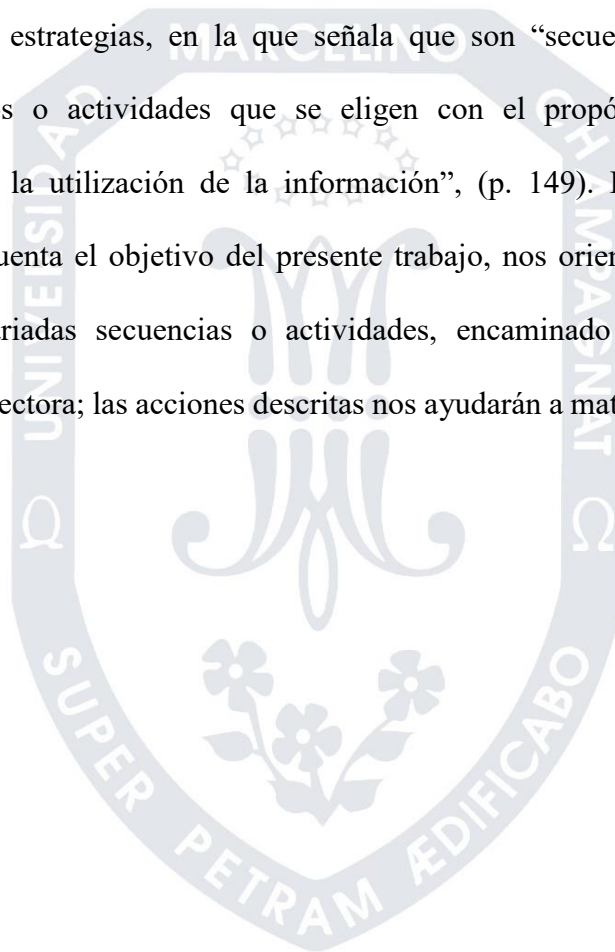 estrategias, en la que señala que son “secue
s o actividades que se eligen con el propó
la utilización de la información”, (p. 149).
uenta el objetivo del presente trabajo, nos orien
riadas secuencias o actividades, encaminado
ectora; las acciones descritas nos ayudarán a mat
UNIVERSIDAD MARCELINO CHAMPAGNAT
Ω Ω
SUPER PETRAM ÆDIFICABO